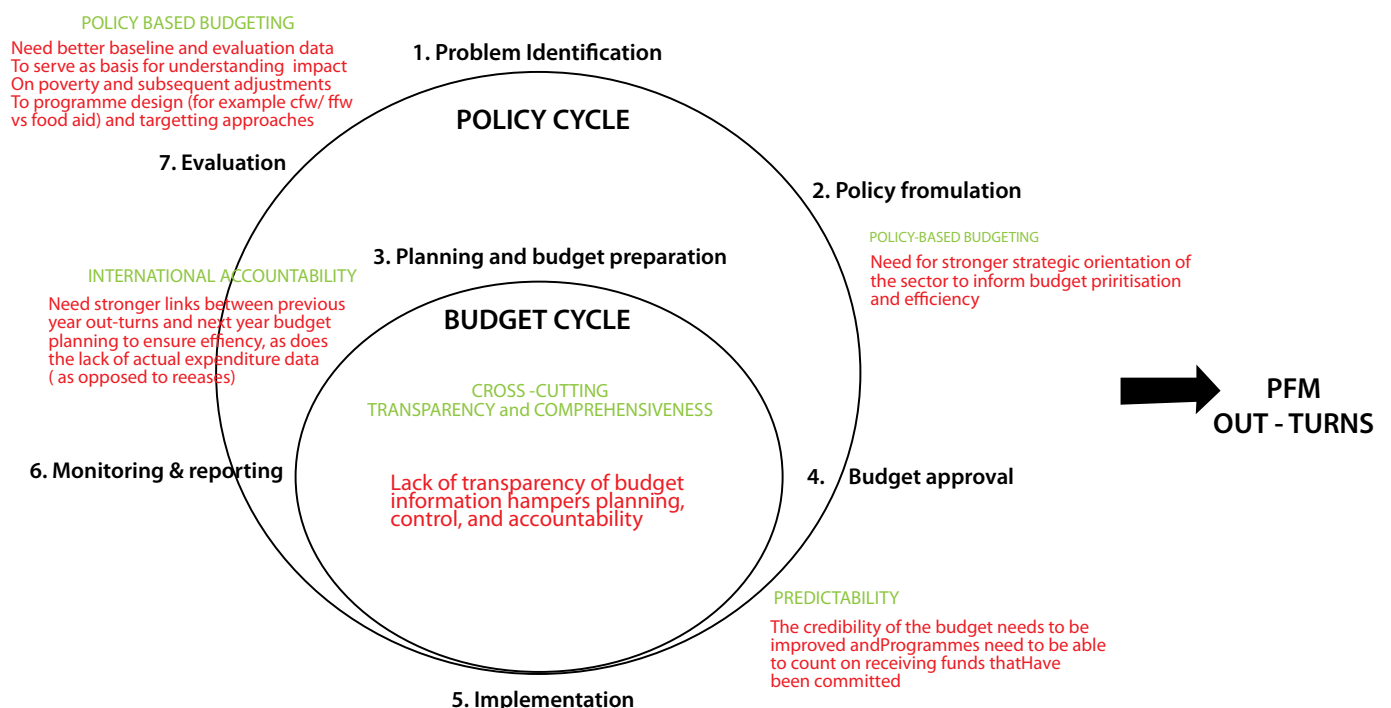 POLICY BASED BUDGETING
Need better baseline and evaluation data
To serve as basis for understanding impact
On poverty and subsequent adjustments
To programme design (for example cfw/ ffw
vs food aid) and targetting approaches
1. Problem Identification
POLICY CYCLE
7. Evaluation
2. Policy fromulation
POLICY-BASED BUDGETING
Need for stronger strategic orientation of
the sector to inform budget priritisation
and efficiency
3. Planning and budget preparation
INTERNATIONAL ACCOUNTABILITY
Need stronger links between previous
year out-turns and next year budget
planning to ensure effiency, as does
the lack of actual expenditure data
( as opposed to reeases)
BUDGET CYCLE
CROSS -CUTTING
TRANSPARENCY and COMPREHENSIVENESS
PFM
OUT - TURNS
6. Monitoring & reporting
Lack of transparency of budget
information hampers planning,
control, and accountability
4. Budget approval
PREDICTABILITY
The credibility of the budget needs to be
improved andProgrammes need to be able
to count on receiving funds thatHave
been committed
5. Implementation